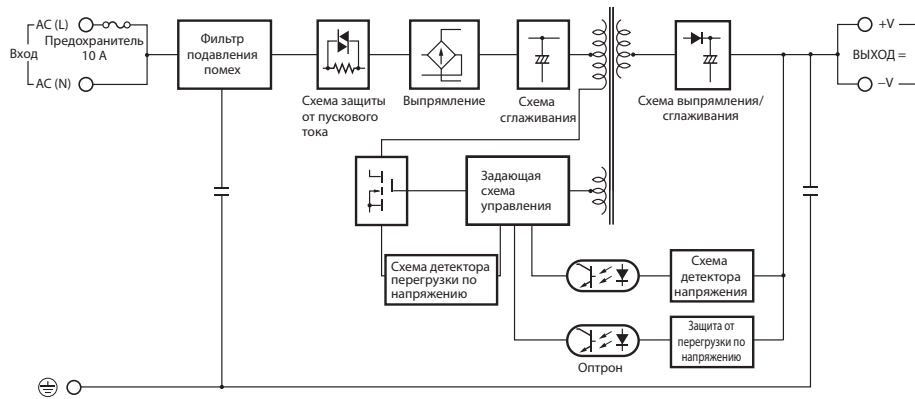 AC (L)
Предохранитель
10 А
Вход
AC (N)
Фильтр
подавления
помех
Схема защиты
от пускового
тока
Выпрямление
Схема
сглаживания
Схема выпрямления/
сглаживания
+V
ВЫХОД =
–V
Задающая
схема
управления
Схема детектора
перегрузки по
напряжению
Схема
детектора
напряжения
Защита от
перегрузки по
напряжению
Оптрон